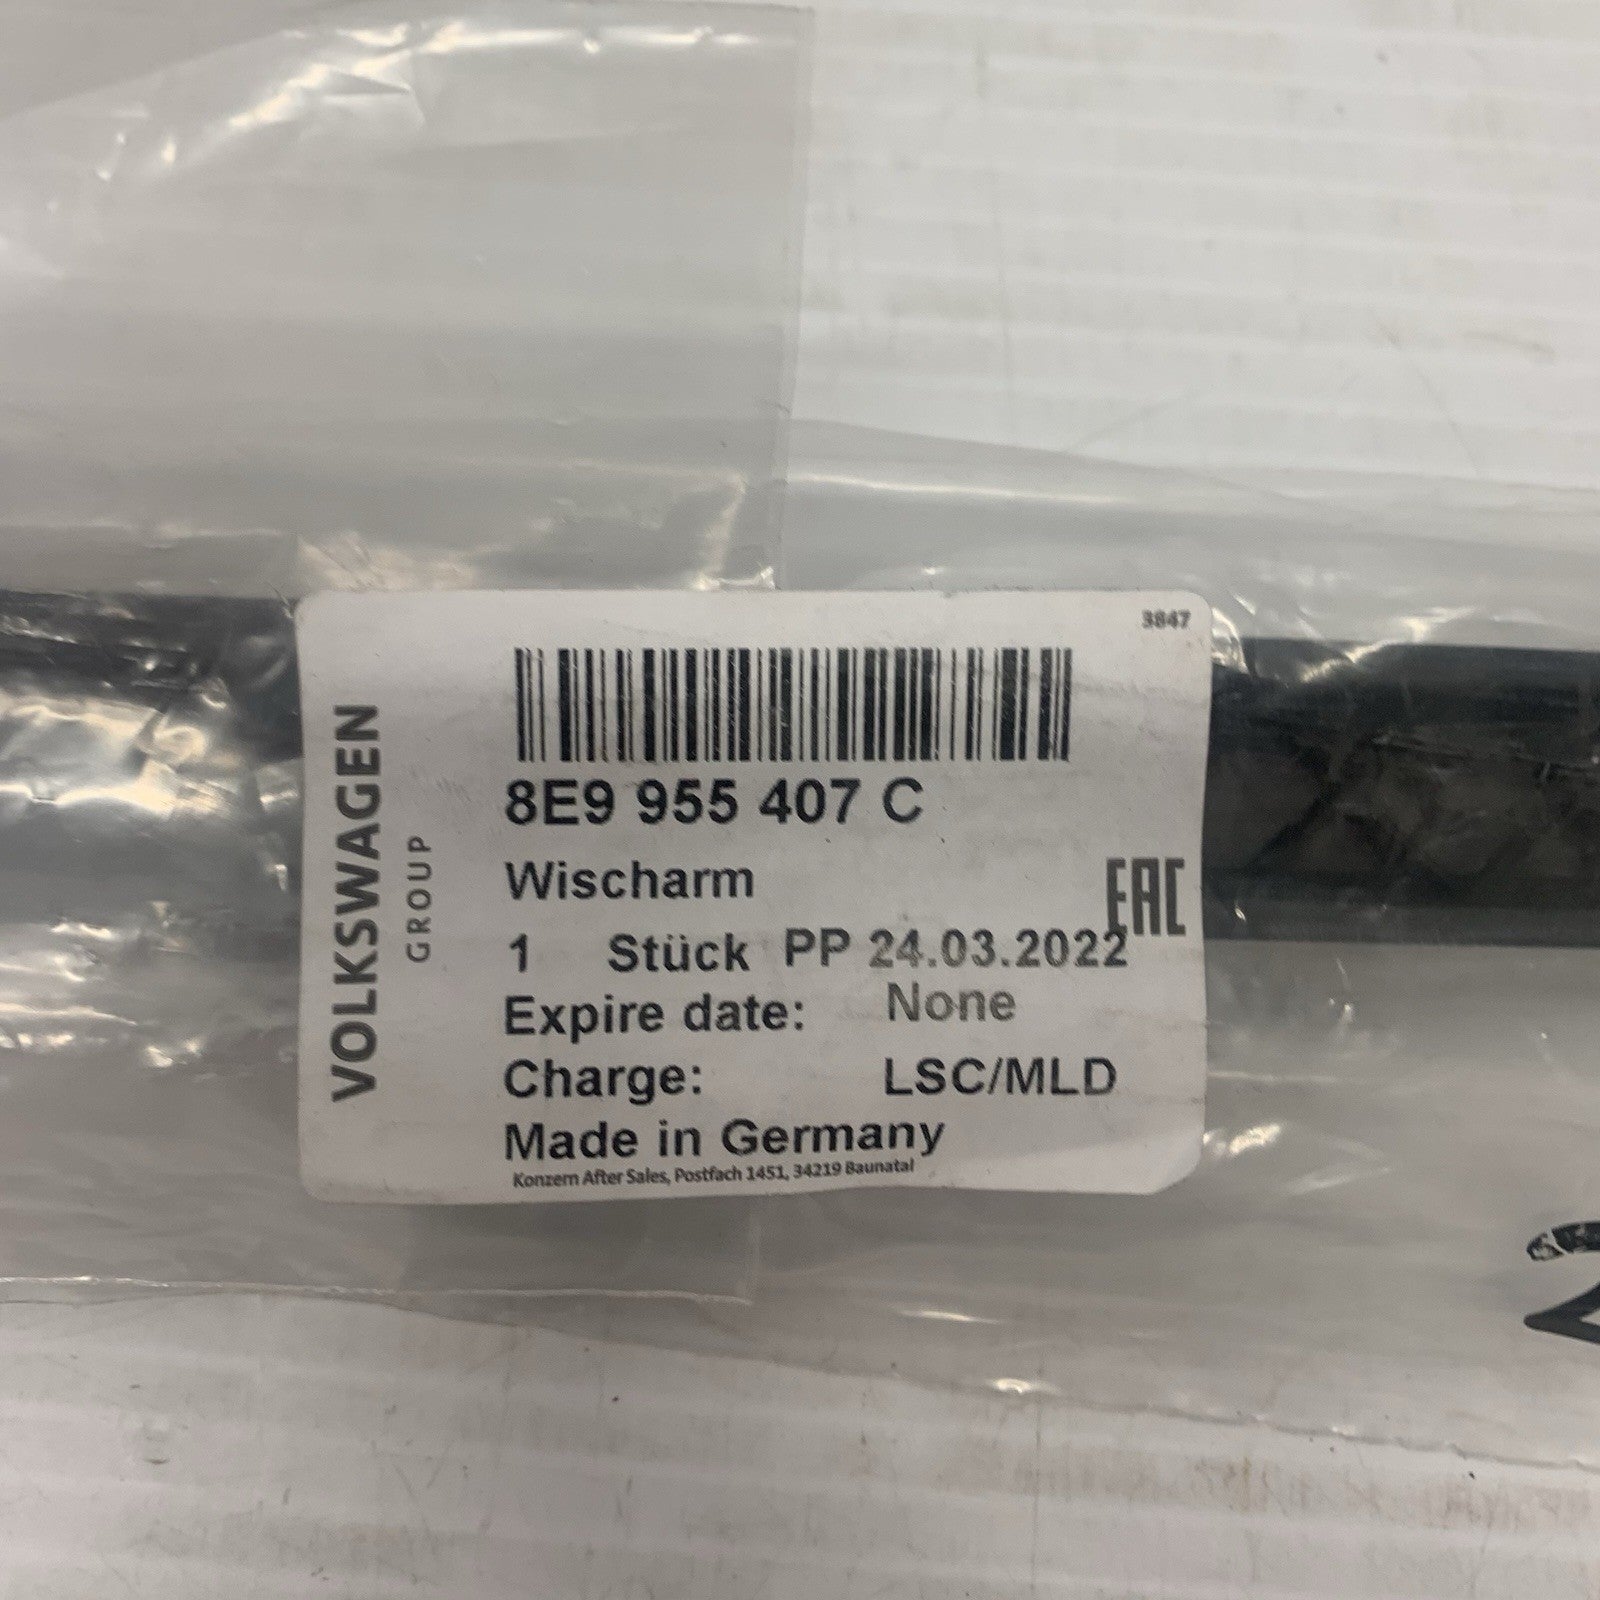 3847
VOLKSWAGEN
GROUP
8E9 955 407 C
Wischarm
EAC
1 Stück PP 24.03.2022
Expire date: None
Charge: LSC/MLD
Made in Germany
Konzern After Sales, Postfach 1451, 34219 Baunatal